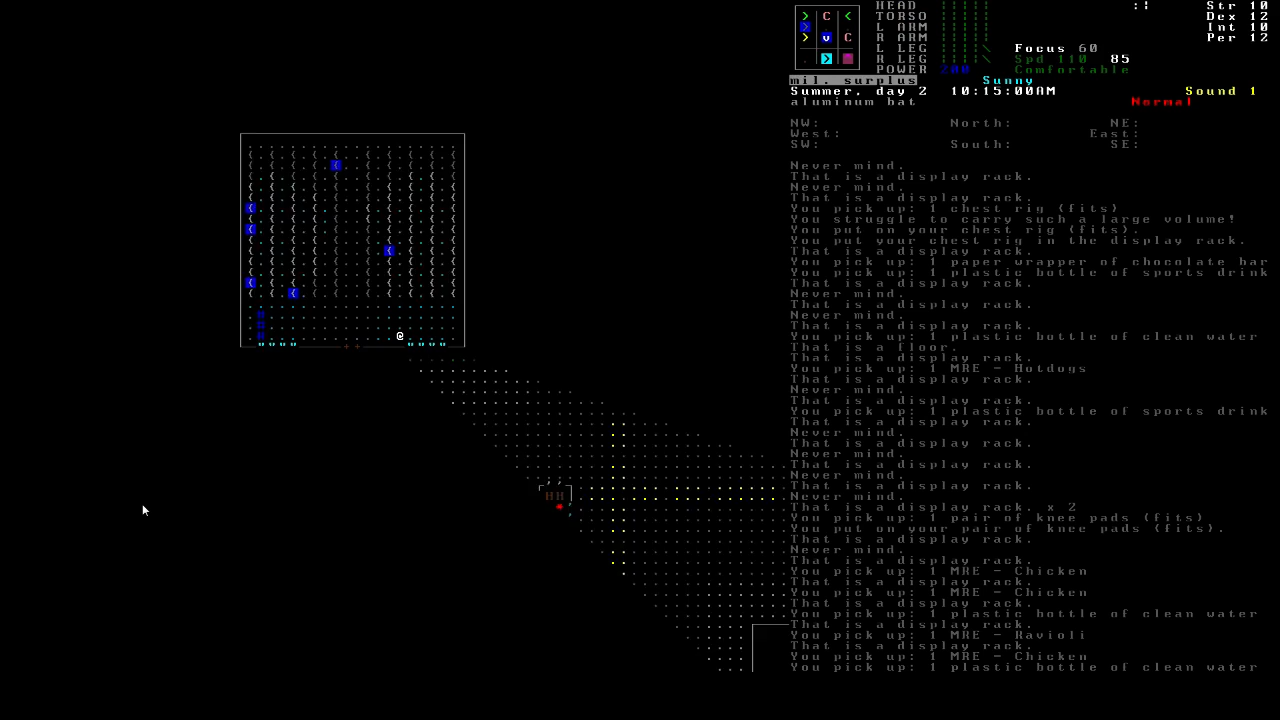 > C < HEAD :! Str 10
> TORSO Dex 12
L ARM Int 10
> v C R ARM Per 12
L LEG Focus 60
> R LEG Spd 110 85
POWER 200 Comfortable
mil. surplus Sunny
Summer, day 2 10:15:00AM Sound 1
aluminum bat Normal
NW: North: NE:
West: East:
SW: South: SE:
Never mind.
That is a display rack.
Never mind.
That is a display rack.
You pick up: 1 chest rig (fits)
You struggle to carry such a large volume!
You put on your chest rig (fits).
You put your chest rig in the display rack.
That is a display rack.
You pick up: 1 paper wrapper of chocolate bar
You pick up: 1 plastic bottle of sports drink
That is a display rack.
Never mind.
That is a display rack.
Never mind.
That is a display rack.
You pick up: 1 plastic bottle of clean water
That is a floor.
That is a display rack.
You pick up: 1 MRE - Hotdogs
That is a display rack.
Never mind.
That is a display rack.
You pick up: 1 plastic bottle of sports drink
That is a display rack.
Never mind.
That is a display rack.
Never mind.
That is a display rack.
Never mind.
That is a display rack.
Never mind.
That is a display rack. x 2
You pick up: 1 pair of knee pads (fits)
You put on your pair of knee pads (fits).
That is a display rack.
Never mind.
That is a display rack.
You pick up: 1 MRE - Chicken
That is a display rack.
You pick up: 1 MRE - Chicken
That is a display rack.
You pick up: 1 plastic bottle of clean water
That is a display rack.
You pick up: 1 MRE - Ravioli
That is a display rack.
You pick up: 1 MRE - Chicken
You pick up: 1 plastic bottle of clean water